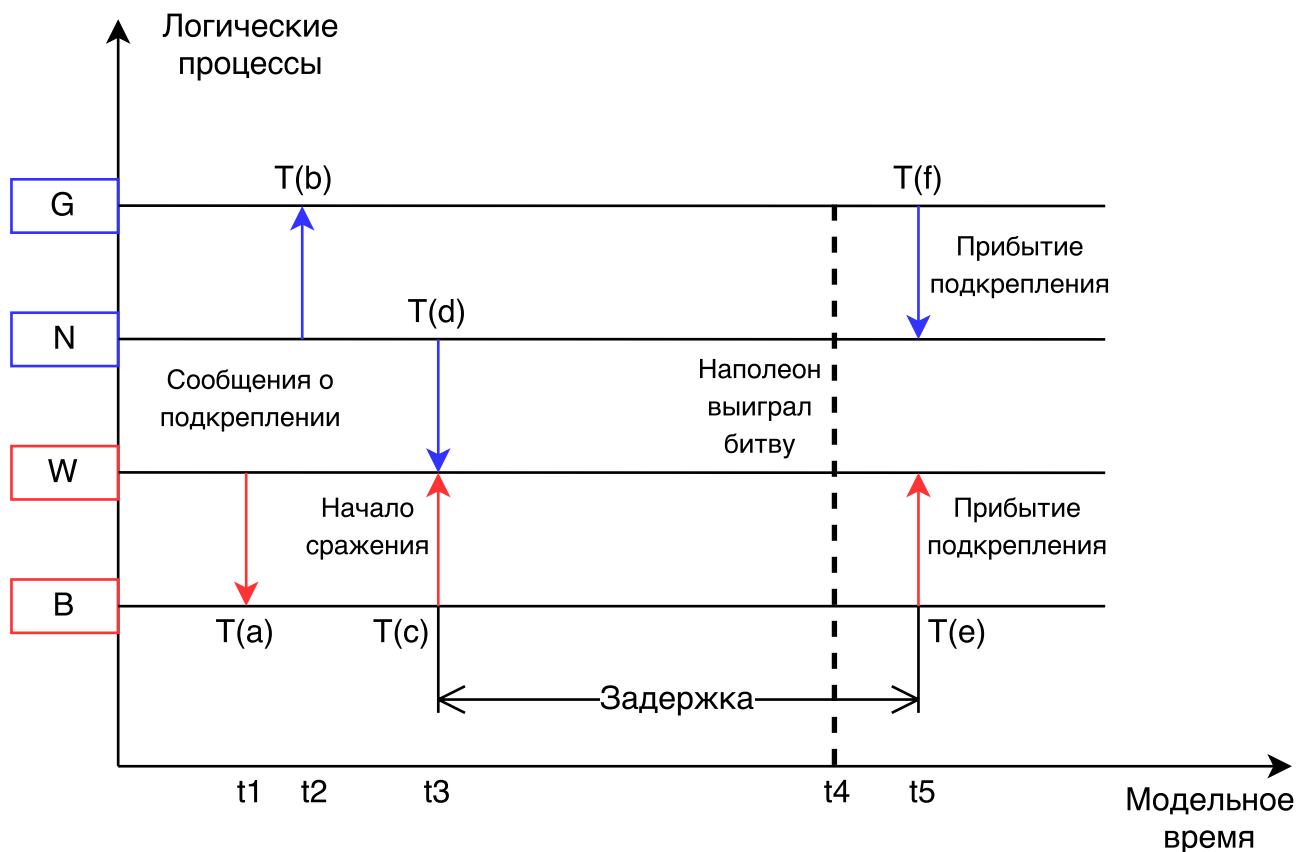 Логические
процессы
T(b)
T(f)
G
Прибытие
подкрепления
T(d)
N
Сообщения о
подкреплении
Наполеон
выиграл
битву
W
Начало
сражения
Прибытие
подкрепления
B
T(a)
T(c)
T(e)
Задержка
t1
t2
t3
t4
t5
Модельное
время